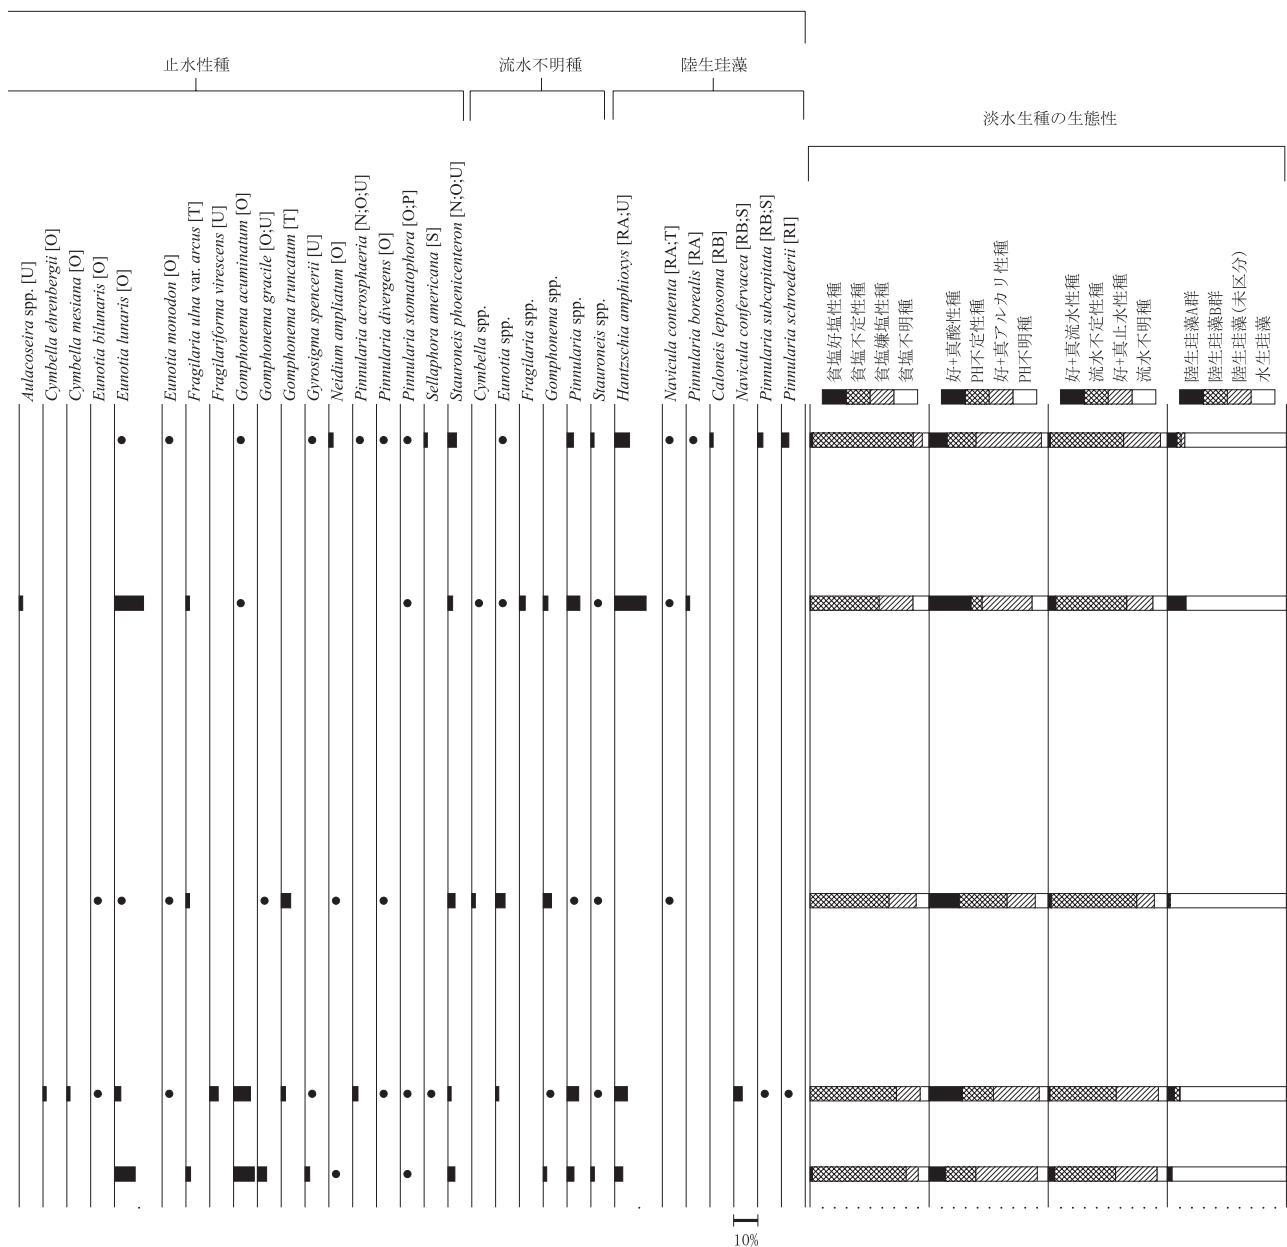 止水性種
流水不明種
陸生珪藻
淡水生種の生態性
Aulacoseira spp. [U]
Cymbella ehrenbergii [O]
Cymbella mesiana [O]
Eunotia bilunaris [O]
Eunotia lunaris [O]
Eunotia monodon [O]
Fragilaria ulna var. arcus [T]
Fragilariforma virescens [U]
Gomphonema acuminatum [O]
Gomphonema gracile [O;U]
Gomphonema truncatum [T]
Gyrosigma spencerii [U]
Neidium ampliatum [O]
Pinnularia acrosphaeria [N;O;U]
Pinnularia divergens [O]
Pinnularia stomatophora [O;P]
Sellaphora americana [S]
Stauroneis phoenicenteron [N;O;U]
Cymbella spp.
Eunotia spp.
Fragilaria spp.
Gomphonema spp.
Pinnularia spp.
Stauroneis spp.
Hantzschia amphioxys [RA;U]
Navicula contenta [RA;T]
Pinnularia borealis [RA]
Caloneis leptosoma [RB]
Navicula confervacea [RB;S]
Pinnularia subcapitata [RB;S]
Pinnularia schroederii [RI]
貧塩好塩性種
貧塩不定性種
貧塩嫌塩性種
貧塩不明種
好+真酸性種
PH不定性種
好+真アルカリ性種
PH不明種
好+真流水性種
流水不定性種
好+真止水性種
流水不明種
陸生珪藻A群
陸生珪藻B群
陸生珪藻(未区分)
水生珪藻
10%